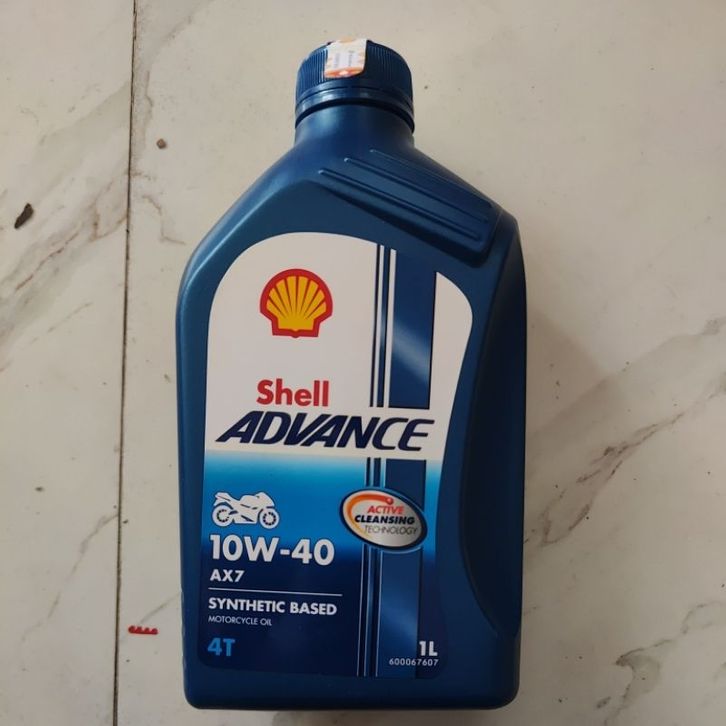 Shell
ADVANCE
ACTIVE
CLEANSING
TECHNOLOGY
10W-40
AX7
SYNTHETIC BASED
MOTORCYCLE OIL
4T
1L
600067607